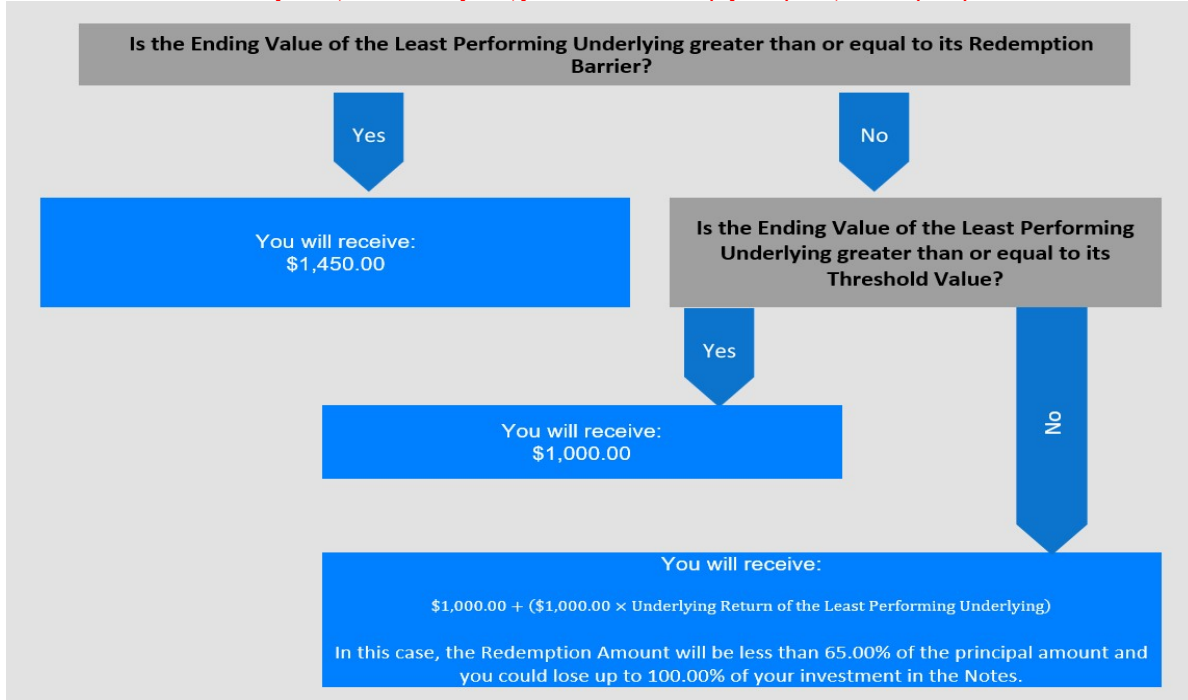 Is the Ending Value of the Least Performing Underlying greater than or equal to its Redemption
Barrier?
Yes
No
You will receive:
$1,450.00
Is the Ending Value of the Least Performing
Underlying greater than or equal to its
Threshold Value?
Yes
No
You will receive:
$1,000.00
You will receive:
$1,000.00 + ($1,000.00 × Underlying Return of the Least Performing Underlying)
In this case, the Redemption Amount will be less than 65.00% of the principal amount and
you could lose up to 100.00% of your investment in the Notes.